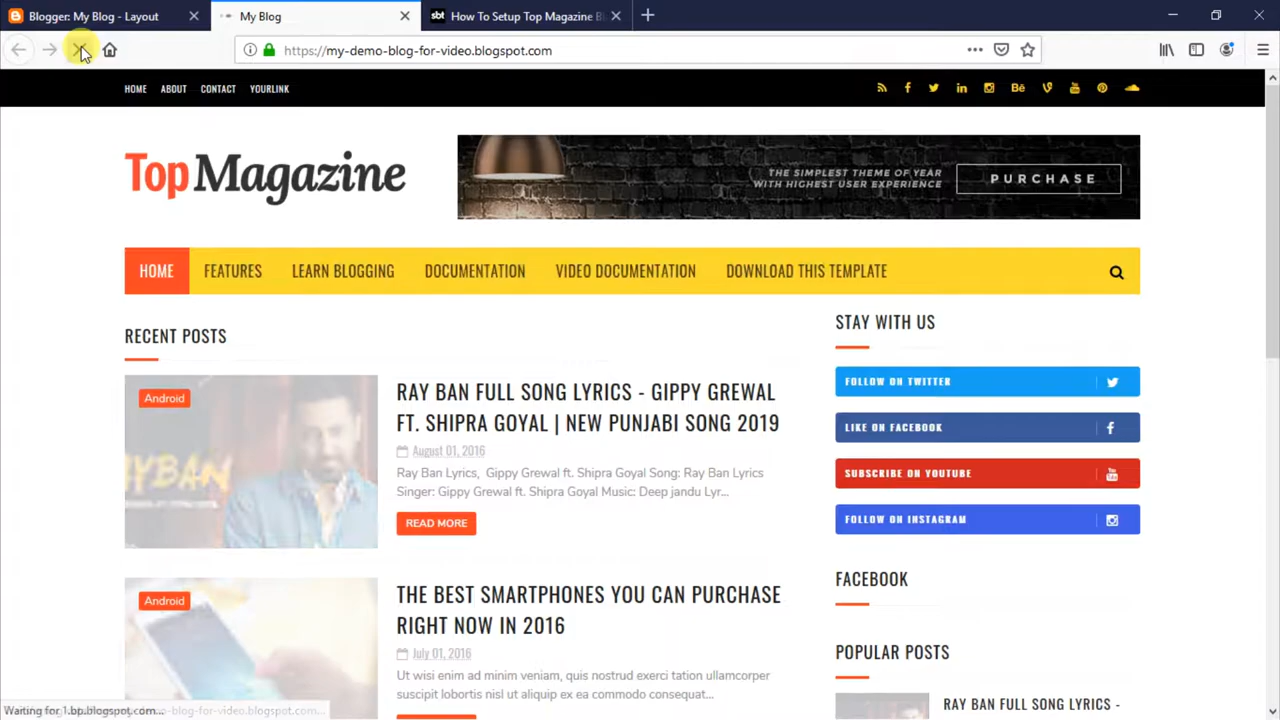 Blogger: My Blog - Layout
My Blog
sbt How To Setup Top Magazine B
https://my-demo-blog-for-video.blogspot.com
HOME ABOUT CONTACT YOURLINK
Top Magazine
THE SIMPLEST THEME OF YEAR
WITH HIGHEST USER EXPERIENCE
PURCHASE
HOME FEATURES LEARN BLOGGING DOCUMENTATION VIDEO DOCUMENTATION DOWNLOAD THIS TEMPLATE
RECENT POSTS
Android
RAY BAN FULL SONG LYRICS - GIPPY GREWAL
FT. SHIPRA GOYAL | NEW PUNJABI SONG 2019
August 01, 2016
Ray Ban Lyrics, Gippy Grewal ft. Shipra Goyal Song: Ray Ban Lyrics
Singer: Gippy Grewal ft. Shipra Goyal Music: Deep jandu Lyr...
READ MORE
Android
THE BEST SMARTPHONES YOU CAN PURCHASE
RIGHT NOW IN 2016
July 01, 2016
Ut wisi enim ad minim veniam, quis nostrud exerci tation ullamcorper
suscipit lobortis nisl ut aliquip ex ea commodo consequat...
STAY WITH US
FOLLOW ON TWITTER
LIKE ON FACEBOOK
SUBSCRIBE ON YOUTUBE
FOLLOW ON INSTAGRAM
FACEBOOK
POPULAR POSTS
RAY BAN FULL SONG LYRICS -
Waiting for 1.bp.blogspot.com...